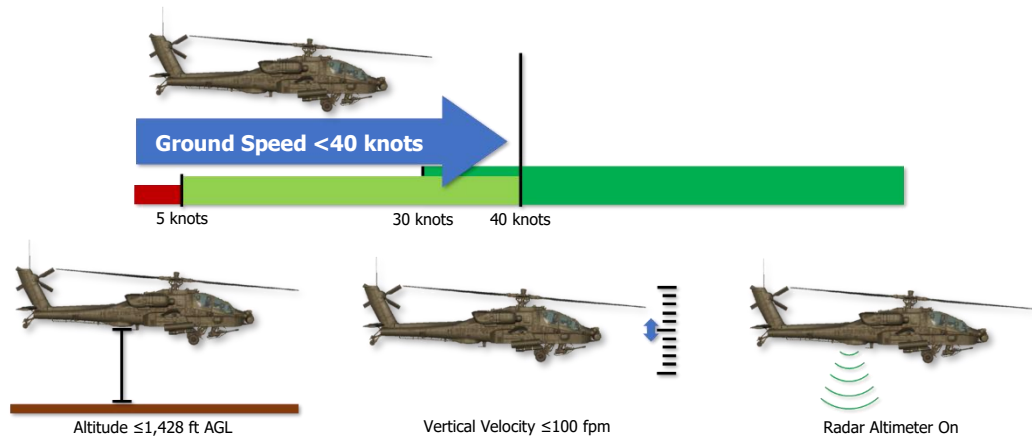 Ground Speed <40 knots
5 knots
30 knots
40 knots
Altitude ≤1,428 ft AGL
Vertical Velocity ≤100 fpm
Radar Altimeter On